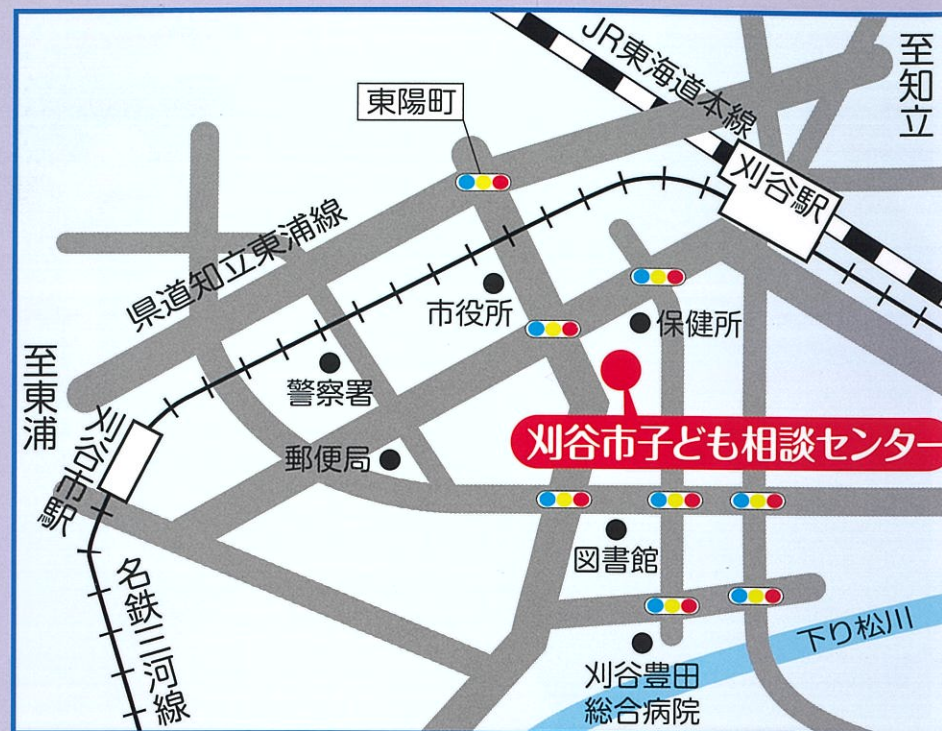 JR東海道本線
至知立
東陽町
刈谷駅
県道知立東浦線
市役所
保健所
至東浦
警察署
刈谷市子ども相談センター
刈谷市駅
郵便局
図書館
名鉄三河線
下り松川
刈谷豊田
総合病院